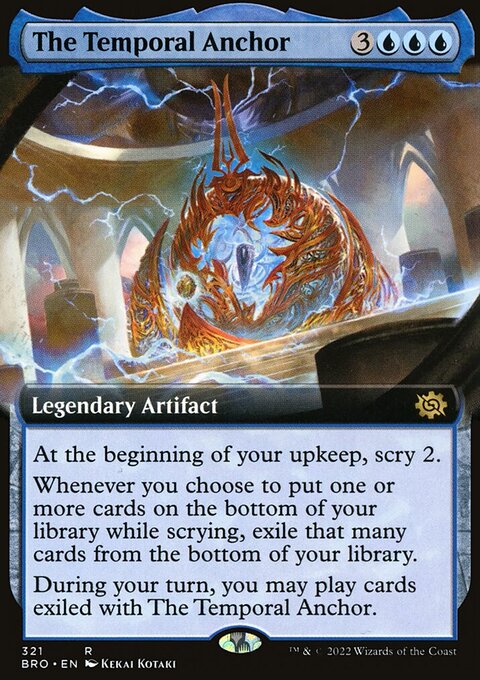 The Temporal Anchor 3
Legendary Artifact
At the beginning of your upkeep, scry 2.
Whenever you choose to put one or
more cards on the bottom of your
library while scrying, exile that many
cards from the bottom of your library.
During your turn, you may play cards
exiled with The Temporal Anchor.
321 R
BRO • EN Kekai Kotaki
™ & © 2022 Wizards of the Coast